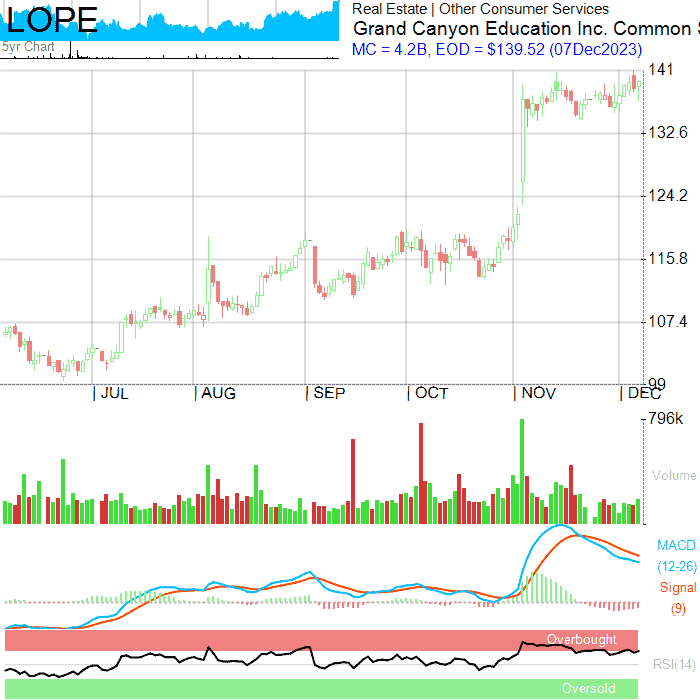 LOPE
5yr Chart
Real Estate | Other Consumer Services
Grand Canyon Education Inc. Common
MC = 4.2B, EOD = $139.52 (07Dec2023)
141
132.6
124.2
115.8
107.4
99
JUL AUG SEP OCT NOV DEC
796k
Volume
MACD
(12-26)
Signal
(9)
Overbought
RSI(14)
Oversold